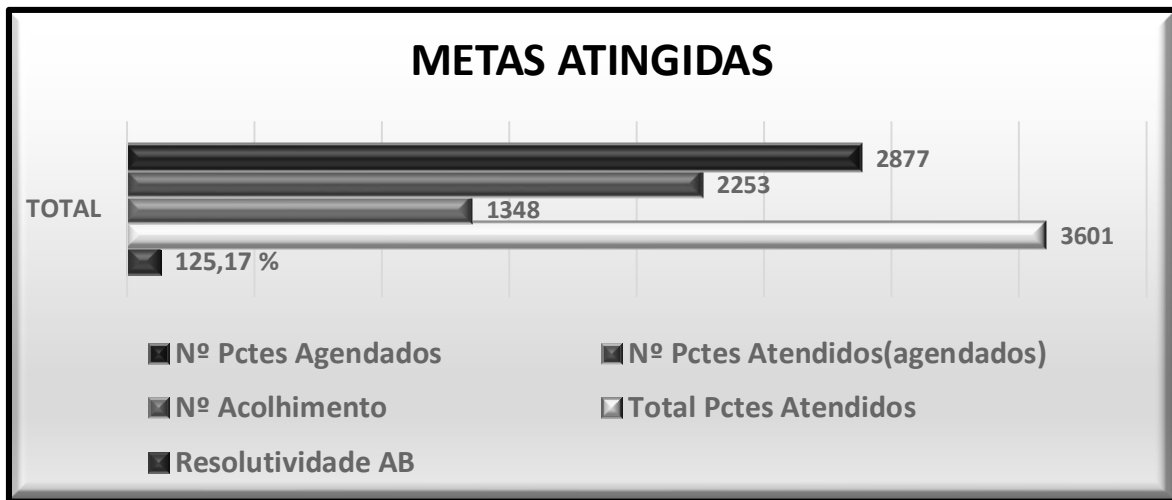 METAS ATINGIDAS
2877
2253
TOTAL
1348
3601
125,17 %
Nº Pctes Agendados
Nº Pctes Atendidos(agendados)
Nº Acolhimento
Total Pctes Atendidos
Resolutividade AB